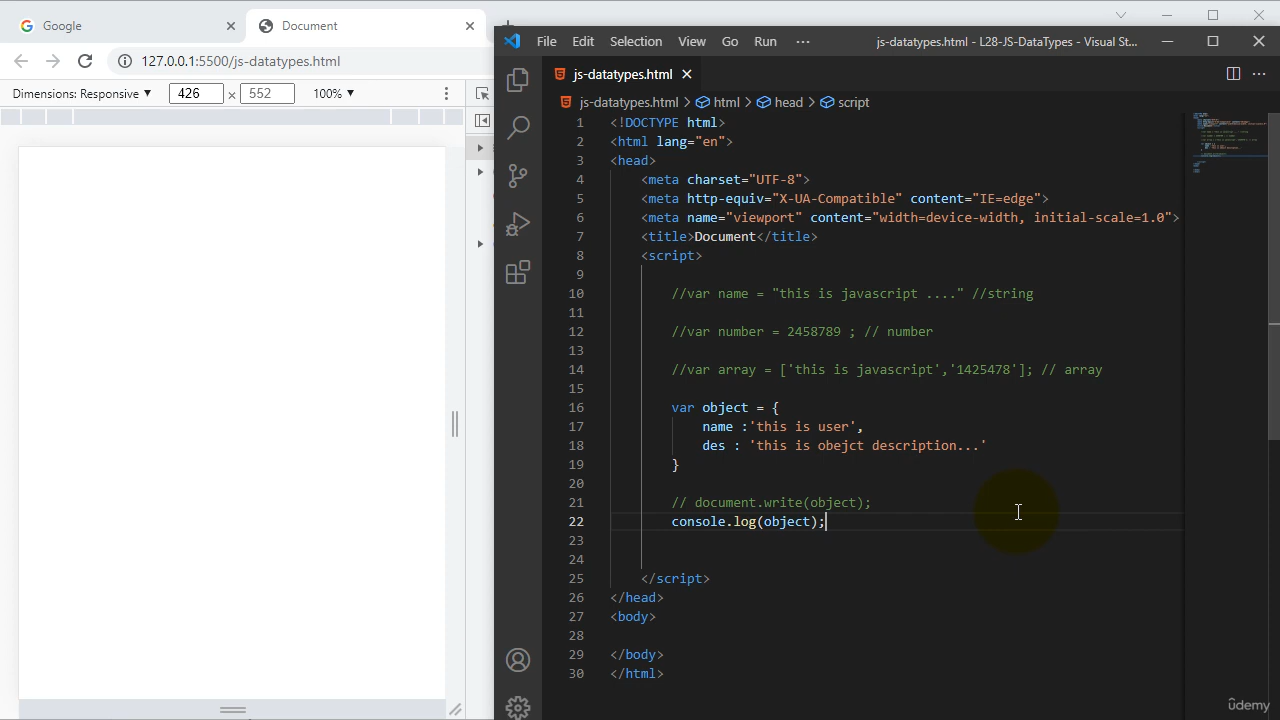 Google
Document
127.0.0.1:5500/js-datatypes.html
Dimensions: Responsive ▼ 426 × 552 100% ▼
File Edit Selection View Go Run ··· js-datatypes.html - L28-JS-DataTypes - Visual St...
js-datatypes.html
js-datatypes.html > html > head > script
1 <!DOCTYPE html>
2 <html lang="en">
3 <head>
4 <meta charset="UTF-8">
5 <meta http-equiv="X-UA-Compatible" content="IE=edge">
6 <meta name="viewport" content="width=device-width, initial-scale=1.0">
7 <title>Document</title>
8 <script>
9
10 //var name = "this is javascript ...." //string
11
12 //var number = 2458789 ; // number
13
14 //var array = ['this is javascript','1425478']; // array
15
16 var object = {
17 name :'this is user',
18 des : 'this is obejct description...'
19 }
20
21 // document.write(object);
22 console.log(object);
23
24
25 </script>
26 </head>
27 <body>
28
29 </body>
30 </html>
ûdemy